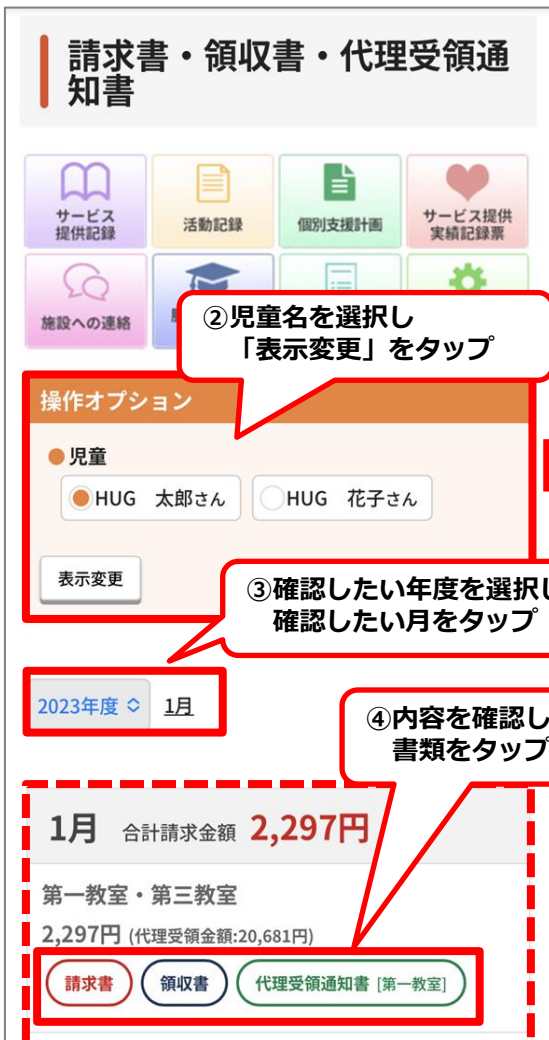 請求書・領収書・代理受領通
知書
サービス
提供記録
活動記録
個別支援計画
サービス提供
実績記録票
施設への連絡
②児童名を選択し
「表示変更」をタップ
操作オプション
児童
HUG 太郎さん
HUG 花子さん
表示変更
③確認したい年度を選択し
確認したい月をタップ
2023年度
1月
④内容を確認し
書類をタップ
1月 合計請求金額 2,297円
第一教室・第三教室
2,297円 (代理受領金額:20,681円)
請求書
領収書
代理受領通知書 [第一教室]